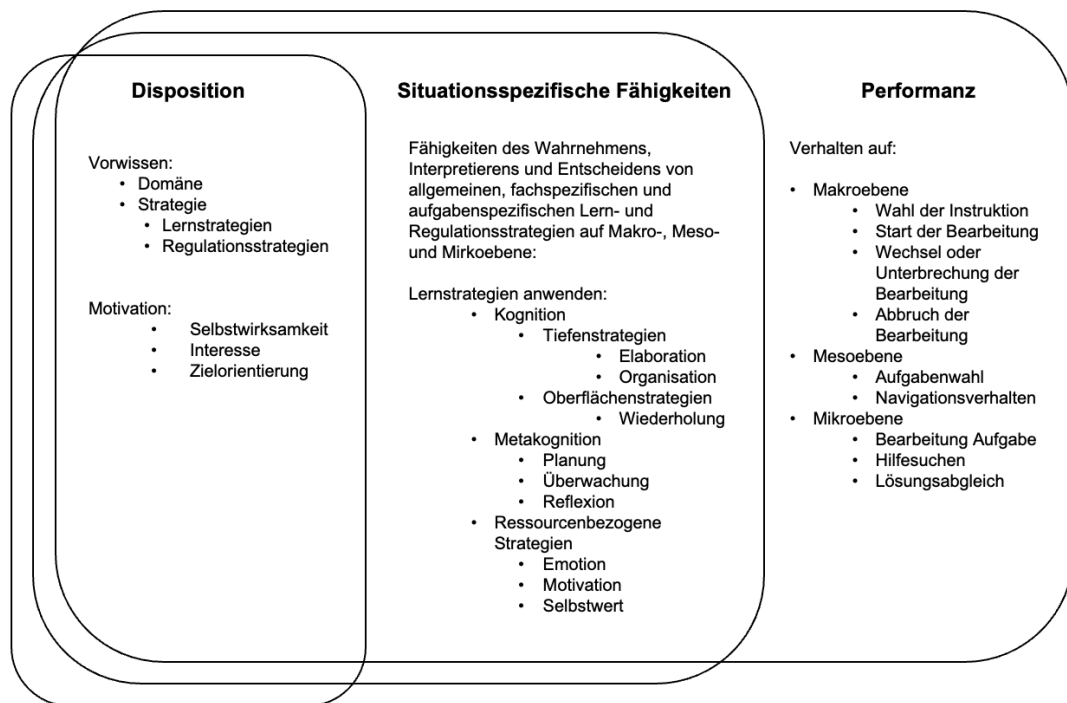 Disposition
Vorwissen:
• Domäne
• Strategie
• Lernstrategien
• Regulationsstrategien
Motivation:
• Selbstwirksamkeit
• Interesse
• Zielorientierung
Situationsspezifische Fähigkeiten
Fähigkeiten des Wahrnehmens,
Interpretierens und Entscheidens von
allgemeinen, fachspezifischen und
aufgabenspezifischen Lern- und
Regulationsstrategien auf Makro-, Meso-
und Mirkoebene:
Lernstrategien anwenden:
• Kognition
• Tiefenstrategien
• Elaboration
• Organisation
• Oberflächenstrategien
• Wiederholung
• Metakognition
• Planung
• Überwachung
• Reflexion
• Ressourcenbezogene
Strategien
• Emotion
• Motivation
• Selbstwert
Performanz
Verhalten auf:
• Makroebene
• Wahl der Instruktion
• Start der Bearbeitung
• Wechsel oder
Unterbrechung der
Bearbeitung
• Abbruch der
Bearbeitung
• Mesoebene
• Aufgabenwahl
• Navigationsverhalten
• Mikroebene
• Bearbeitung Aufgabe
• Hilfesuchen
• Lösungsabgleich